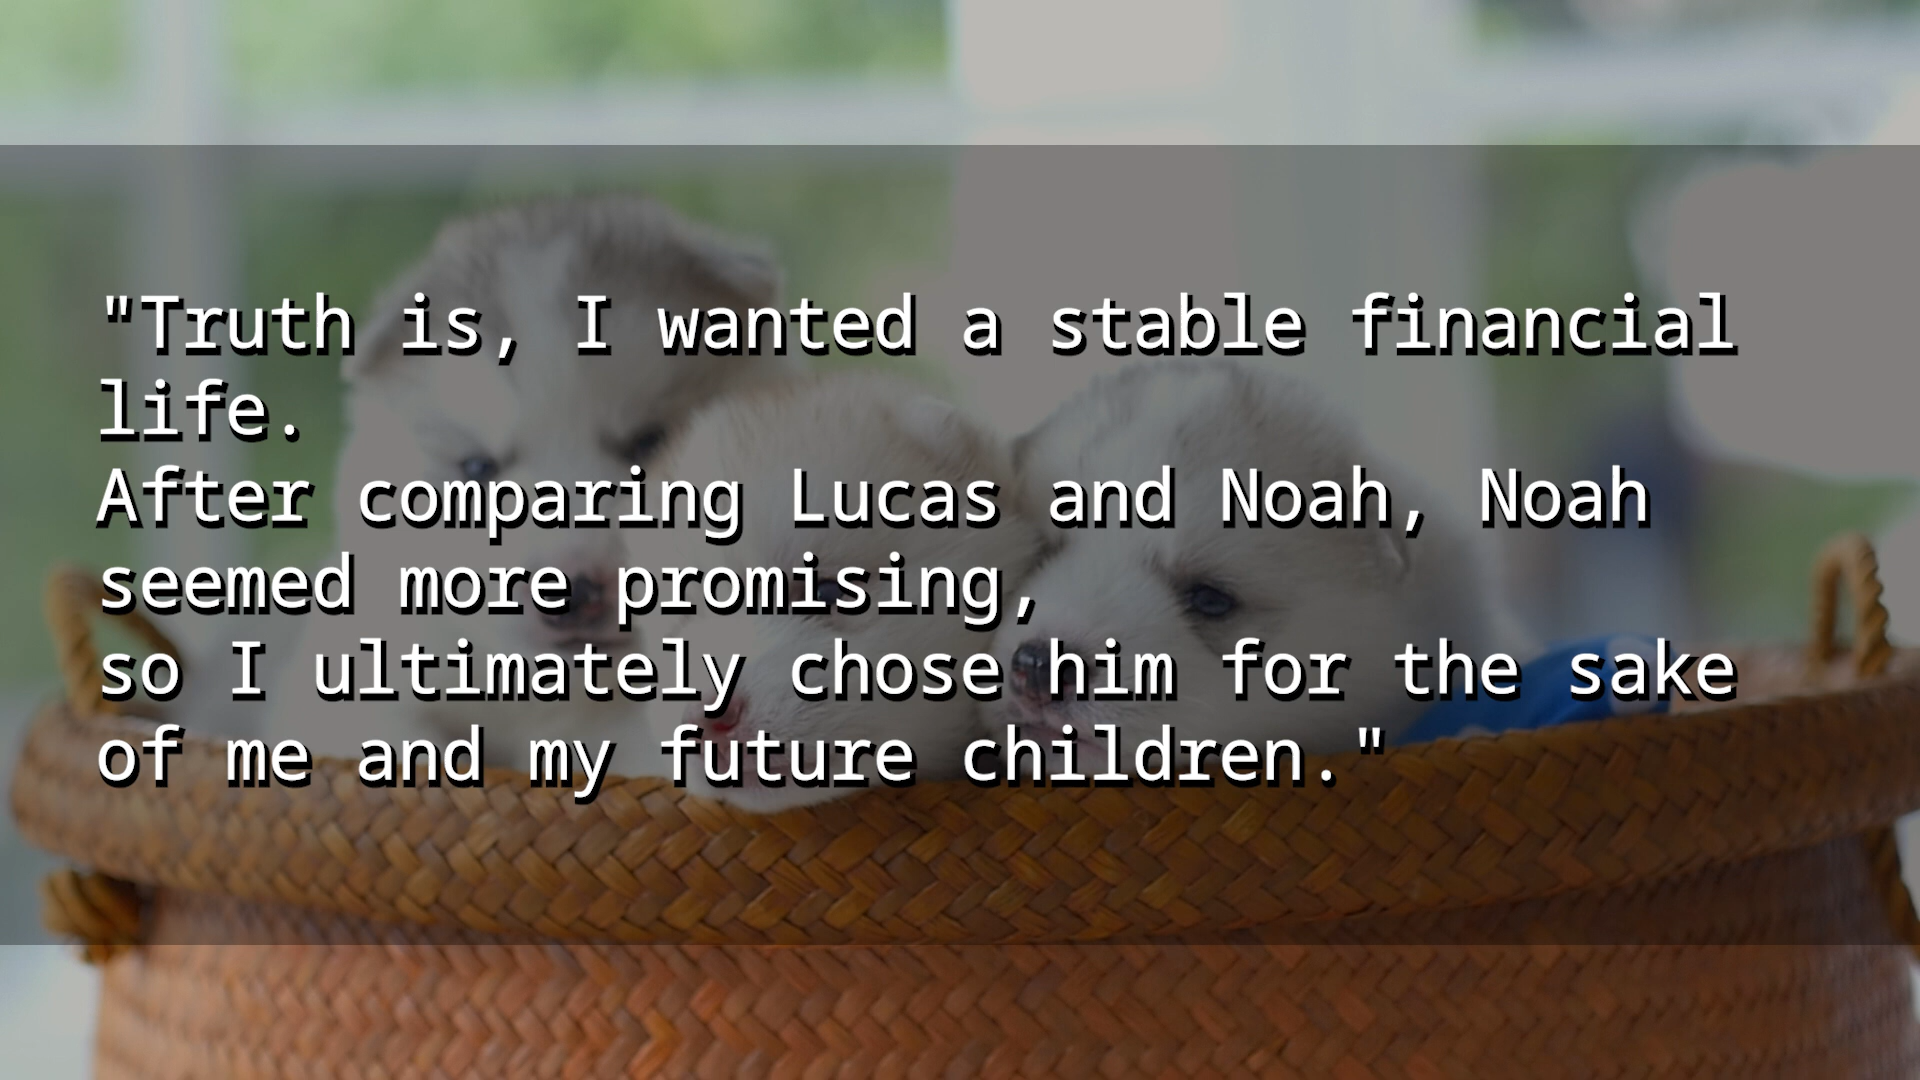 "Truth is, I wanted a stable financial
life.
After comparing Lucas and Noah, Noah
seemed more promising,
so I ultimately chose him for the sake
of me and my future children."